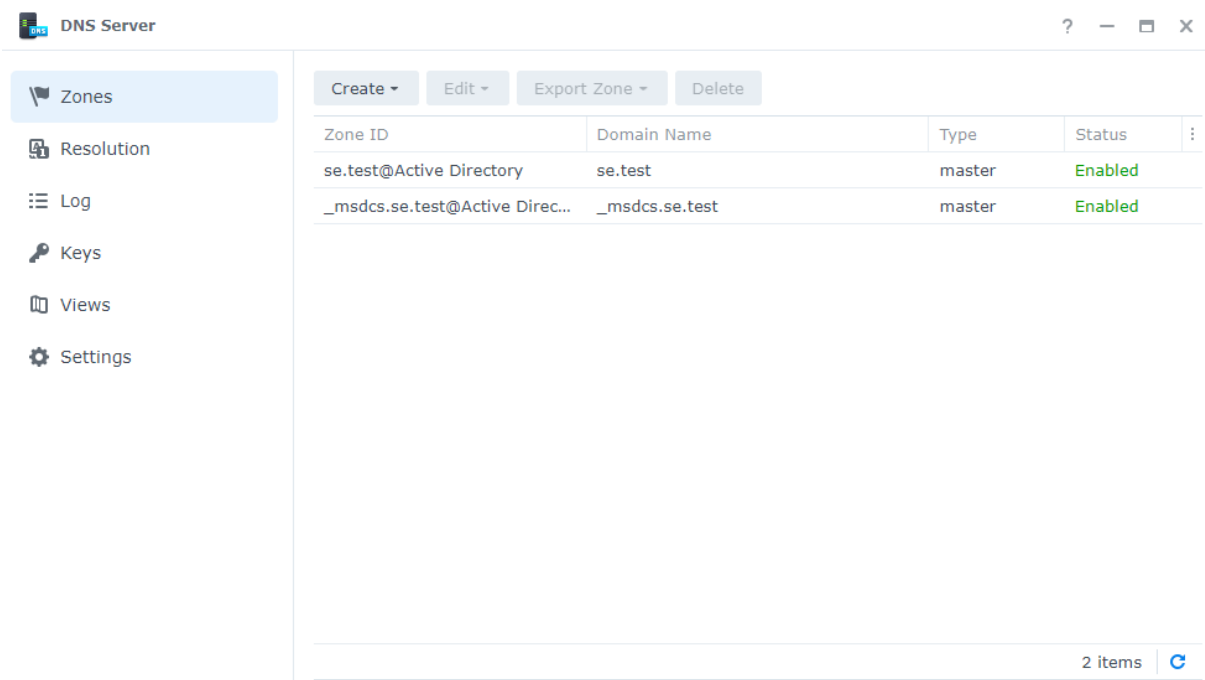 DNS Server
DNS
?
Zones
Resolution
Log
Keys
Views
Settings
Create Edit Export Zone Delete
Zone ID Domain Name Type Status
se.test@Active Directory se.test master Enabled
_msdcs.se.test@Active Direc... _msdcs.se.test master Enabled
2 items